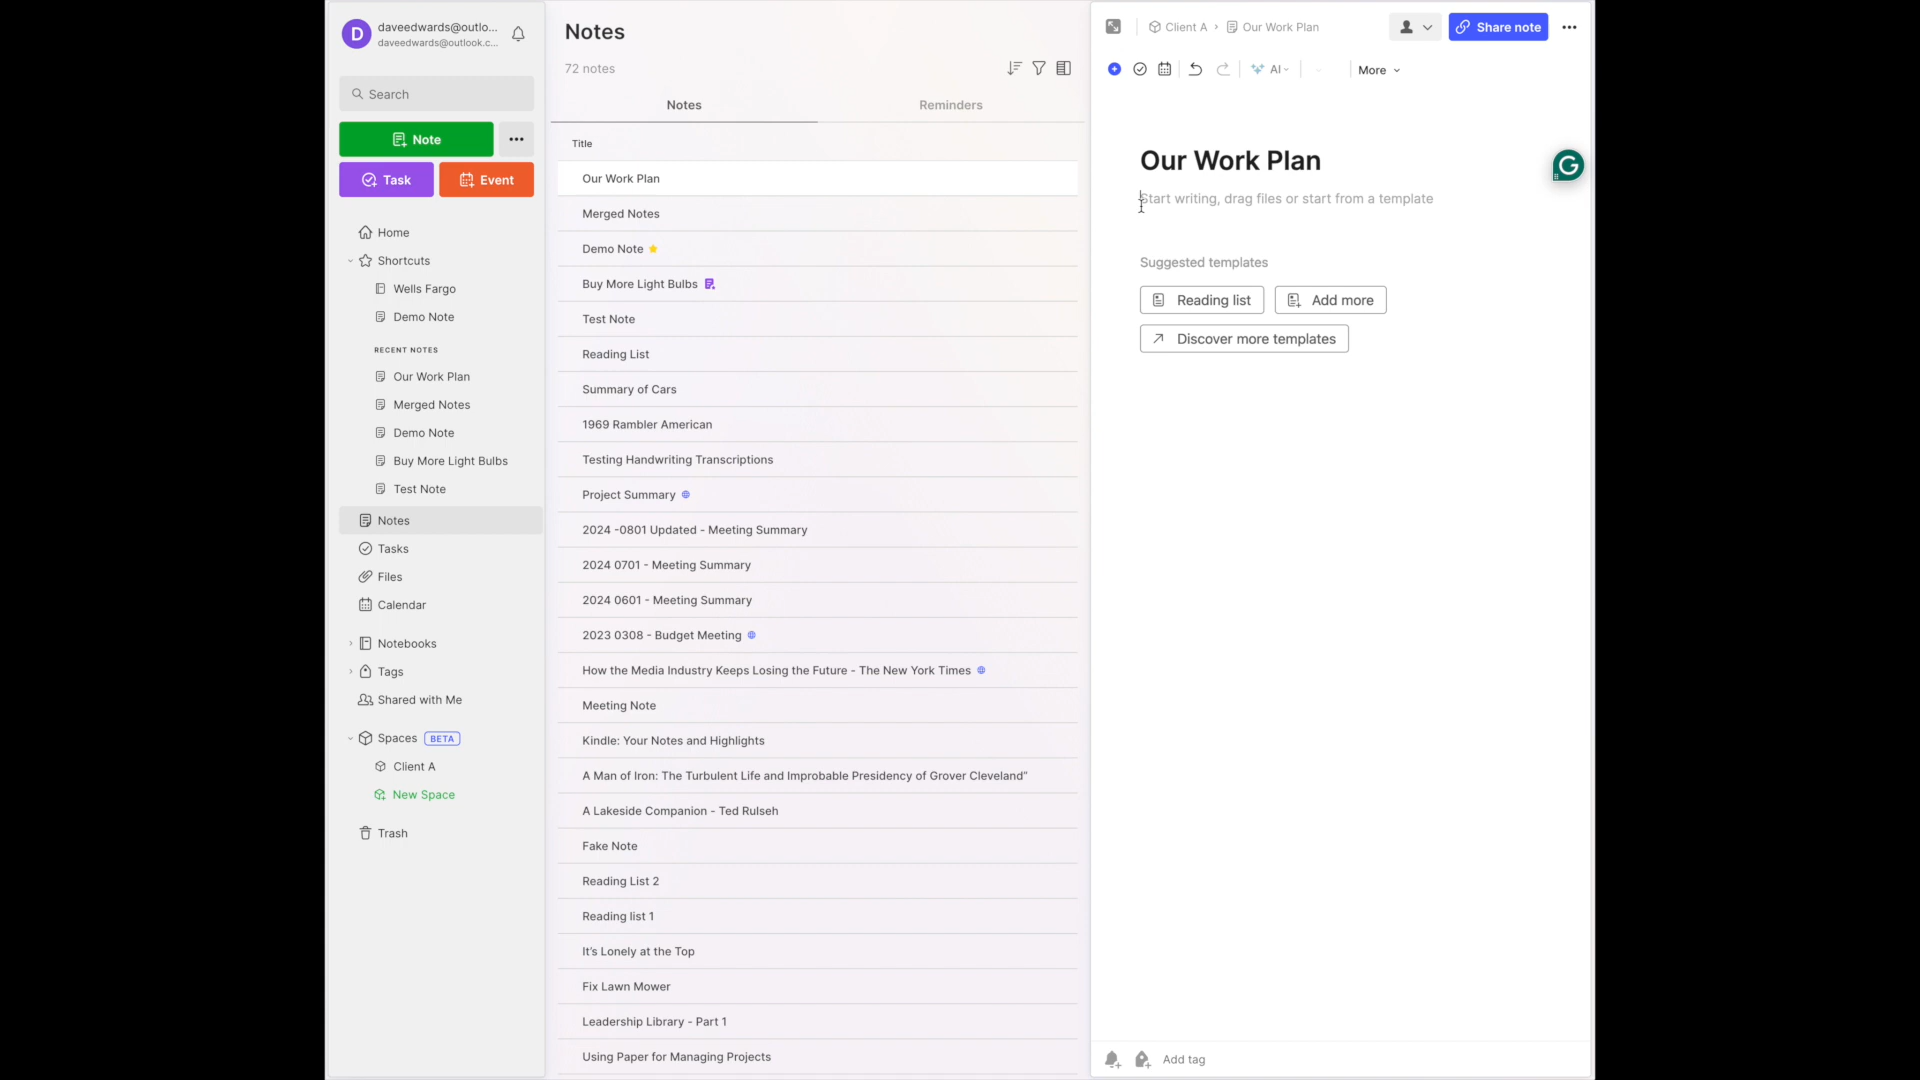 D
daveedwards@outlo...
daveedwards@outlook.c...
Search
Note
Task
Event
Home
Shortcuts
Wells Fargo
Demo Note
RECENT NOTES
Our Work Plan
Merged Notes
Demo Note
Buy More Light Bulbs
Test Note
Notes
Tasks
Files
Calendar
Notebooks
Tags
Shared with Me
Spaces BETA
Client A
New Space
Trash
Notes
72 notes
Notes Reminders
Title
Our Work Plan
Merged Notes
Demo Note
Buy More Light Bulbs
Test Note
Reading List
Summary of Cars
1969 Rambler American
Testing Handwriting Transcriptions
Project Summary
2024 -0801 Updated - Meeting Summary
2024 0701 - Meeting Summary
2024 0601 - Meeting Summary
2023 0308 - Budget Meeting
How the Media Industry Keeps Losing the Future - The New York Times
Meeting Note
Kindle: Your Notes and Highlights
A Man of Iron: The Turbulent Life and Improbable Presidency of Grover Cleveland”
A Lakeside Companion - Ted Rulseh
Fake Note
Reading List 2
Reading list 1
It’s Lonely at the Top
Fix Lawn Mower
Leadership Library - Part 1
Using Paper for Managing Projects
Client A › Our Work Plan
Share note
AI
More
Our Work Plan
G
Start writing, drag files or start from a template
Suggested templates
Reading list
Add more
Discover more templates
Add tag